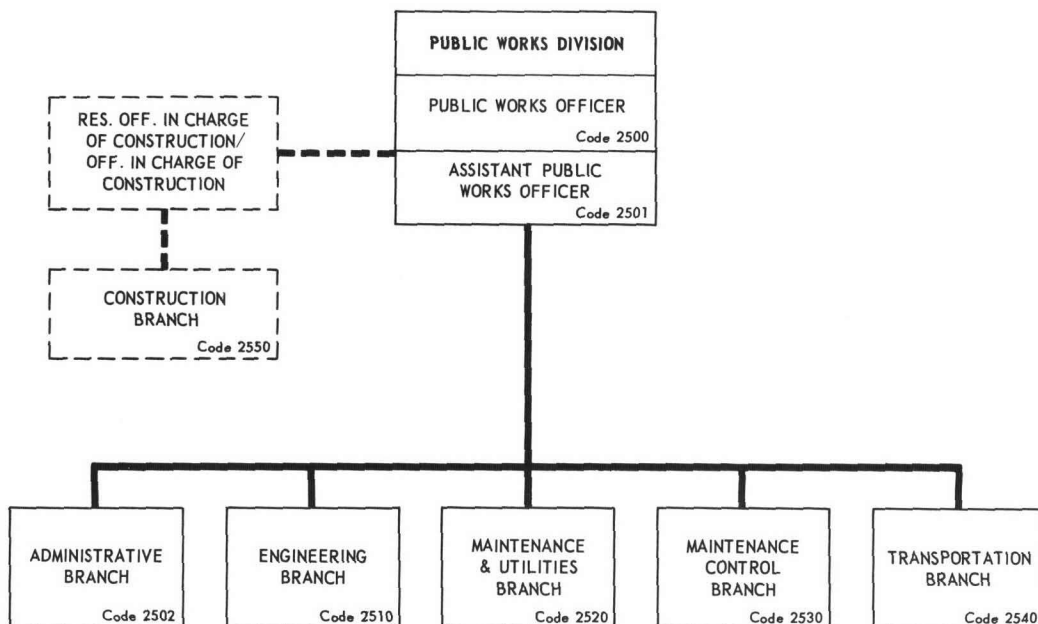 PUBLIC WORKS DIVISION
PUBLIC WORKS OFFICER
Code 2500
ASSISTANT PUBLIC
WORKS OFFICER
Code 2501
RES. OFF. IN CHARGE
OF CONSTRUCTION/
OFF. IN CHARGE OF
CONSTRUCTION
CONSTRUCTION
BRANCH
Code 2550
ADMINISTRATIVE
BRANCH
Code 2502
ENGINEERING
BRANCH
Code 2510
MAINTENANCE
& UTILITIES
BRANCH
Code 2520
MAINTENANCE
CONTROL
BRANCH
Code 2530
TRANSPORTATION
BRANCH
Code 2540